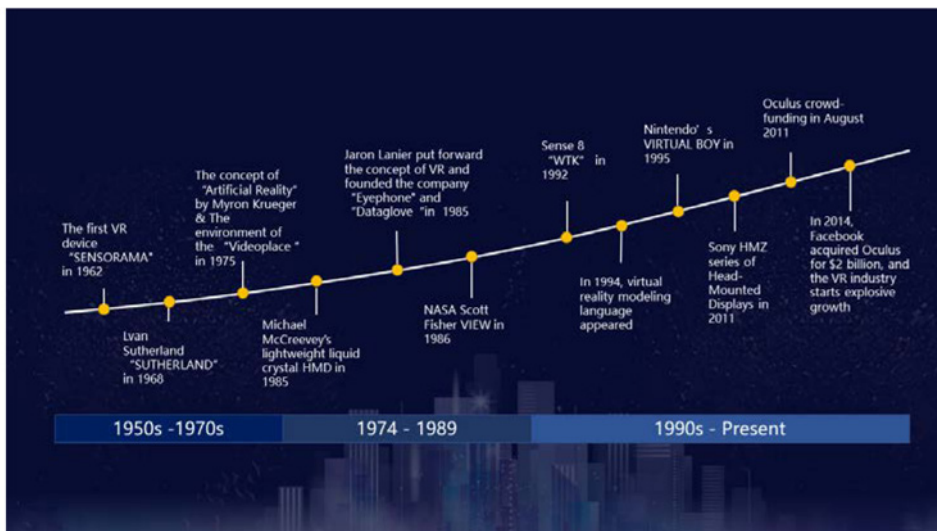 The first VR
device
"SENSORAMA"
in 1962
Lvan
Sutherland
"SUTHERLAND"
in 1968
The concept of
"Artificial Reality"
by Myron Krueger
& The
environment of
the "Videoplace "
in 1975
Michael
McCreevey's
lightweight liquid
crystal HMD in
1985
Jaron Lanier put forward
the concept of VR and
founded the company
"Eyephone" and
"Dataglove "in 1985
NASA Scott
Fisher VIEW in
1986
Sense 8
"WTK" in
1992
In 1994, virtual
reality modeling
language
appeared
Nintendo's
VIRTUAL BOY in
1995
Sony HMZ
series of
Head-
Mounted
Displays in
2011
Oculus crowd-
funding in August
2011
In 2014,
Facebook
acquired Oculus
for $2 billion, and
the VR industry
starts explosive
growth
1950s -1970s
1974 - 1989
1990s - Present